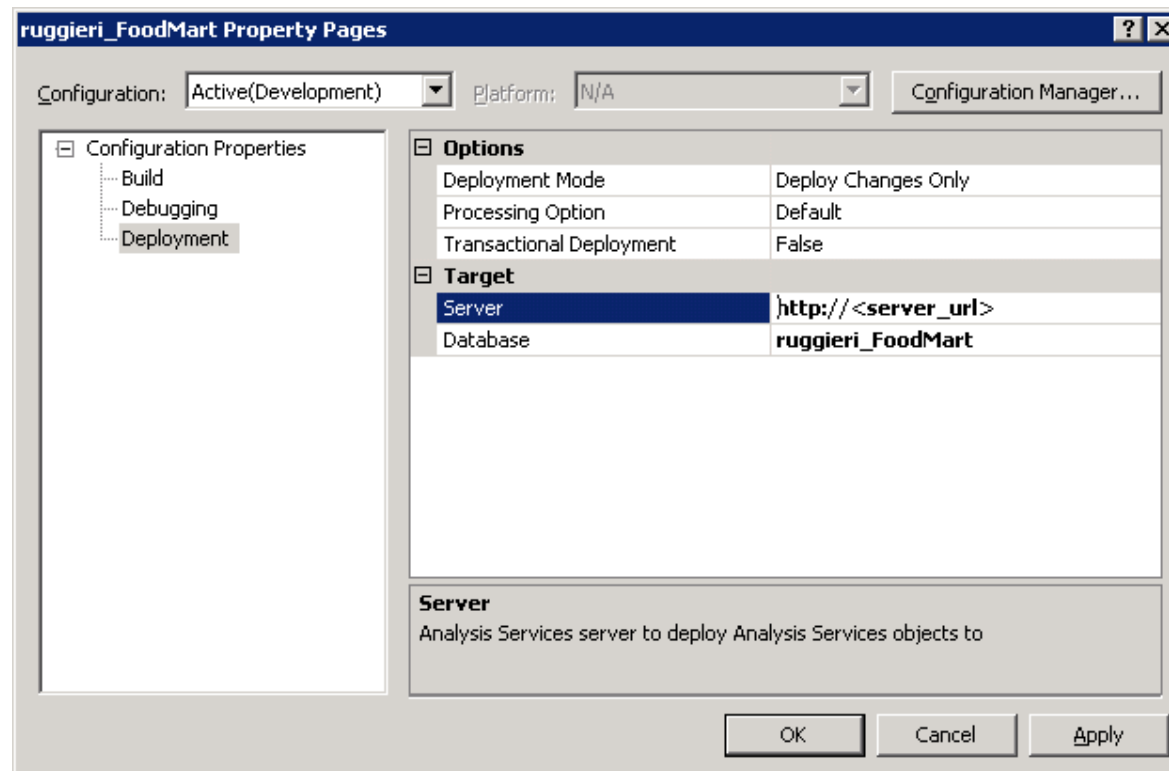 ruggieri_FoodMart Property Pages
Configuration: Active(Development) Platform: N/A Configuration Manager...
Configuration Properties
Build
Debugging
Deployment
Options
Deployment Mode Deploy Changes Only
Processing Option Default
Transactional Deployment False
Target
Server http://<server_url>
Database ruggieri_FoodMart
Server
Analysis Services server to deploy Analysis Services objects to
OK Cancel Apply